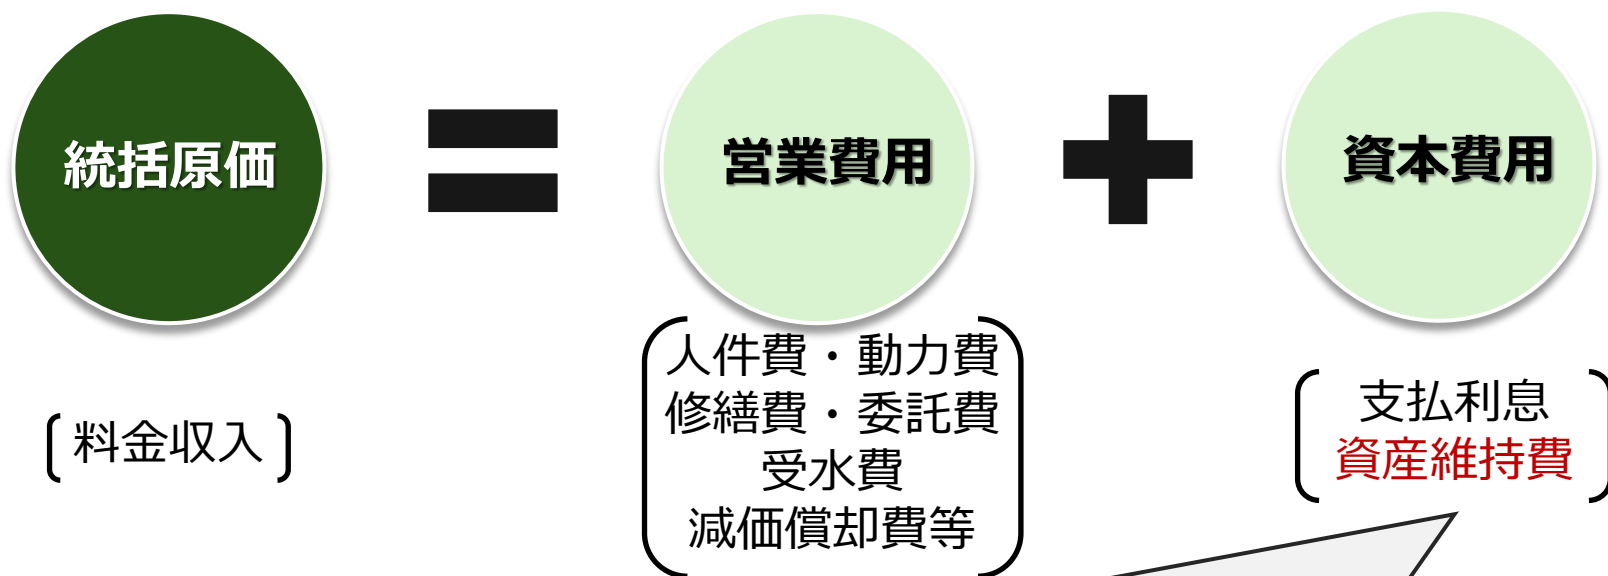 統括原価
営業費用
資本費用
料金収入
人件費・動力費
修繕費・委託費
受水費
減価償却費等
支払利息
資産維持費